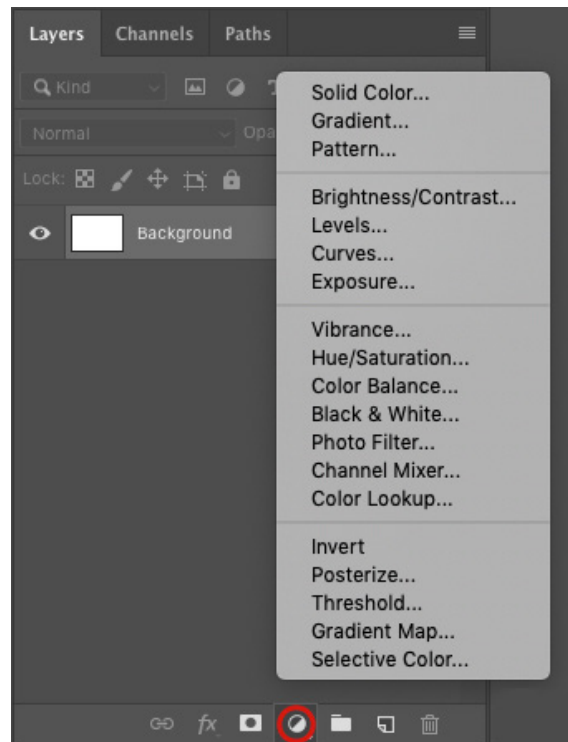 Layers Channels Paths
Kind
Normal
Lock:
Background
Solid Color...
Gradient...
Pattern...
Brightness/Contrast...
Levels...
Curves...
Exposure...
Vibrance...
Hue/Saturation...
Color Balance...
Black & White...
Photo Filter...
Channel Mixer...
Color Lookup...
Invert
Posterize...
Threshold...
Gradient Map...
Selective Color...
fx